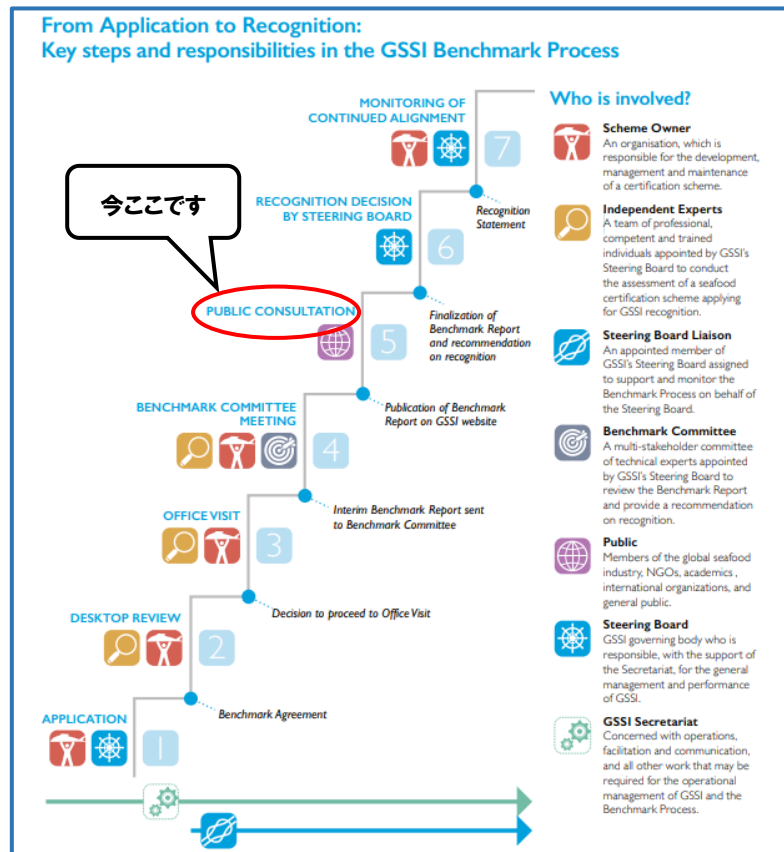 From Application to Recognition:
Key steps and responsibilities in the GSSI Benchmark Process
MONITORING OF
CONTINUED ALIGNMENT
7
Recognition
Statement
今ここです
RECOGNITION DECISION
BY STEERING BOARD
6
Finalization of
Benchmark Report
and recommendation
on recognition
PUBLIC CONSULTATION
5
Publication of Benchmark
Report on GSSI website
BENCHMARK COMMITTEE
MEETING
4
Interim Benchmark Report sent
to Benchmark Committee
OFFICE VISIT
3
Decision to proceed to Office Visit
DESKTOP REVIEW
2
Benchmark Agreement
APPLICATION
1
Who is involved?
Scheme Owner
An organisation, which is
responsible for the development,
management and maintenance
of a certification scheme.
Independent Experts
A team of professional,
competent and trained
individuals appointed by GSSI's
Steering Board to conduct
the assessment of a seafood
certification scheme applying
for GSSI recognition.
Steering Board Liaison
An appointed member of
GSSI's Steering Board assigned
to support and monitor the
Benchmark Process on behalf of
the Steering Board.
Benchmark Committee
A multi-stakeholder committee
of technical experts appointed
by GSSI's Steering Board to
review the Benchmark Report
and provide a recommendation
on recognition.
Public
Members of the global seafood
industry, NGOs, academics ,
international organizations, and
general public.
Steering Board
GSSI governing body who is
responsible, with the support of
the Secretariat, for the general
management and performance
of GSSI.
GSSI Secretariat
Concerned with operations,
facilitation and communication,
and all other work that may be
required for the operational
management of GSSI and the
Benchmark Process.